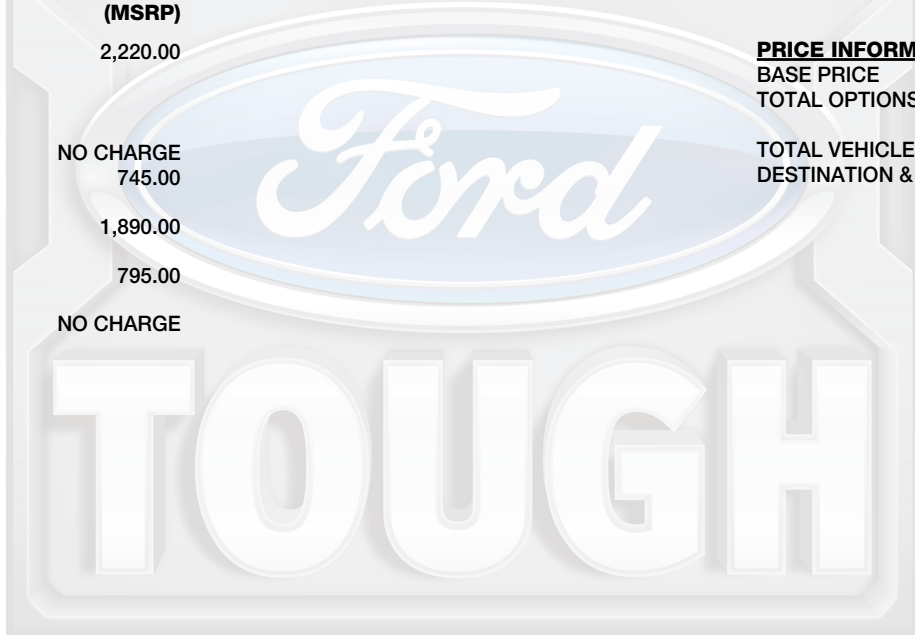 (MSRP)
2,220.00
NO CHARGE
745.00
1,890.00
795.00
NO CHARGE
PRICE INFORM
BASE PRICE
TOTAL OPTIONS
TOTAL VEHICLE
DESTINATION &
Ford
TOUGH